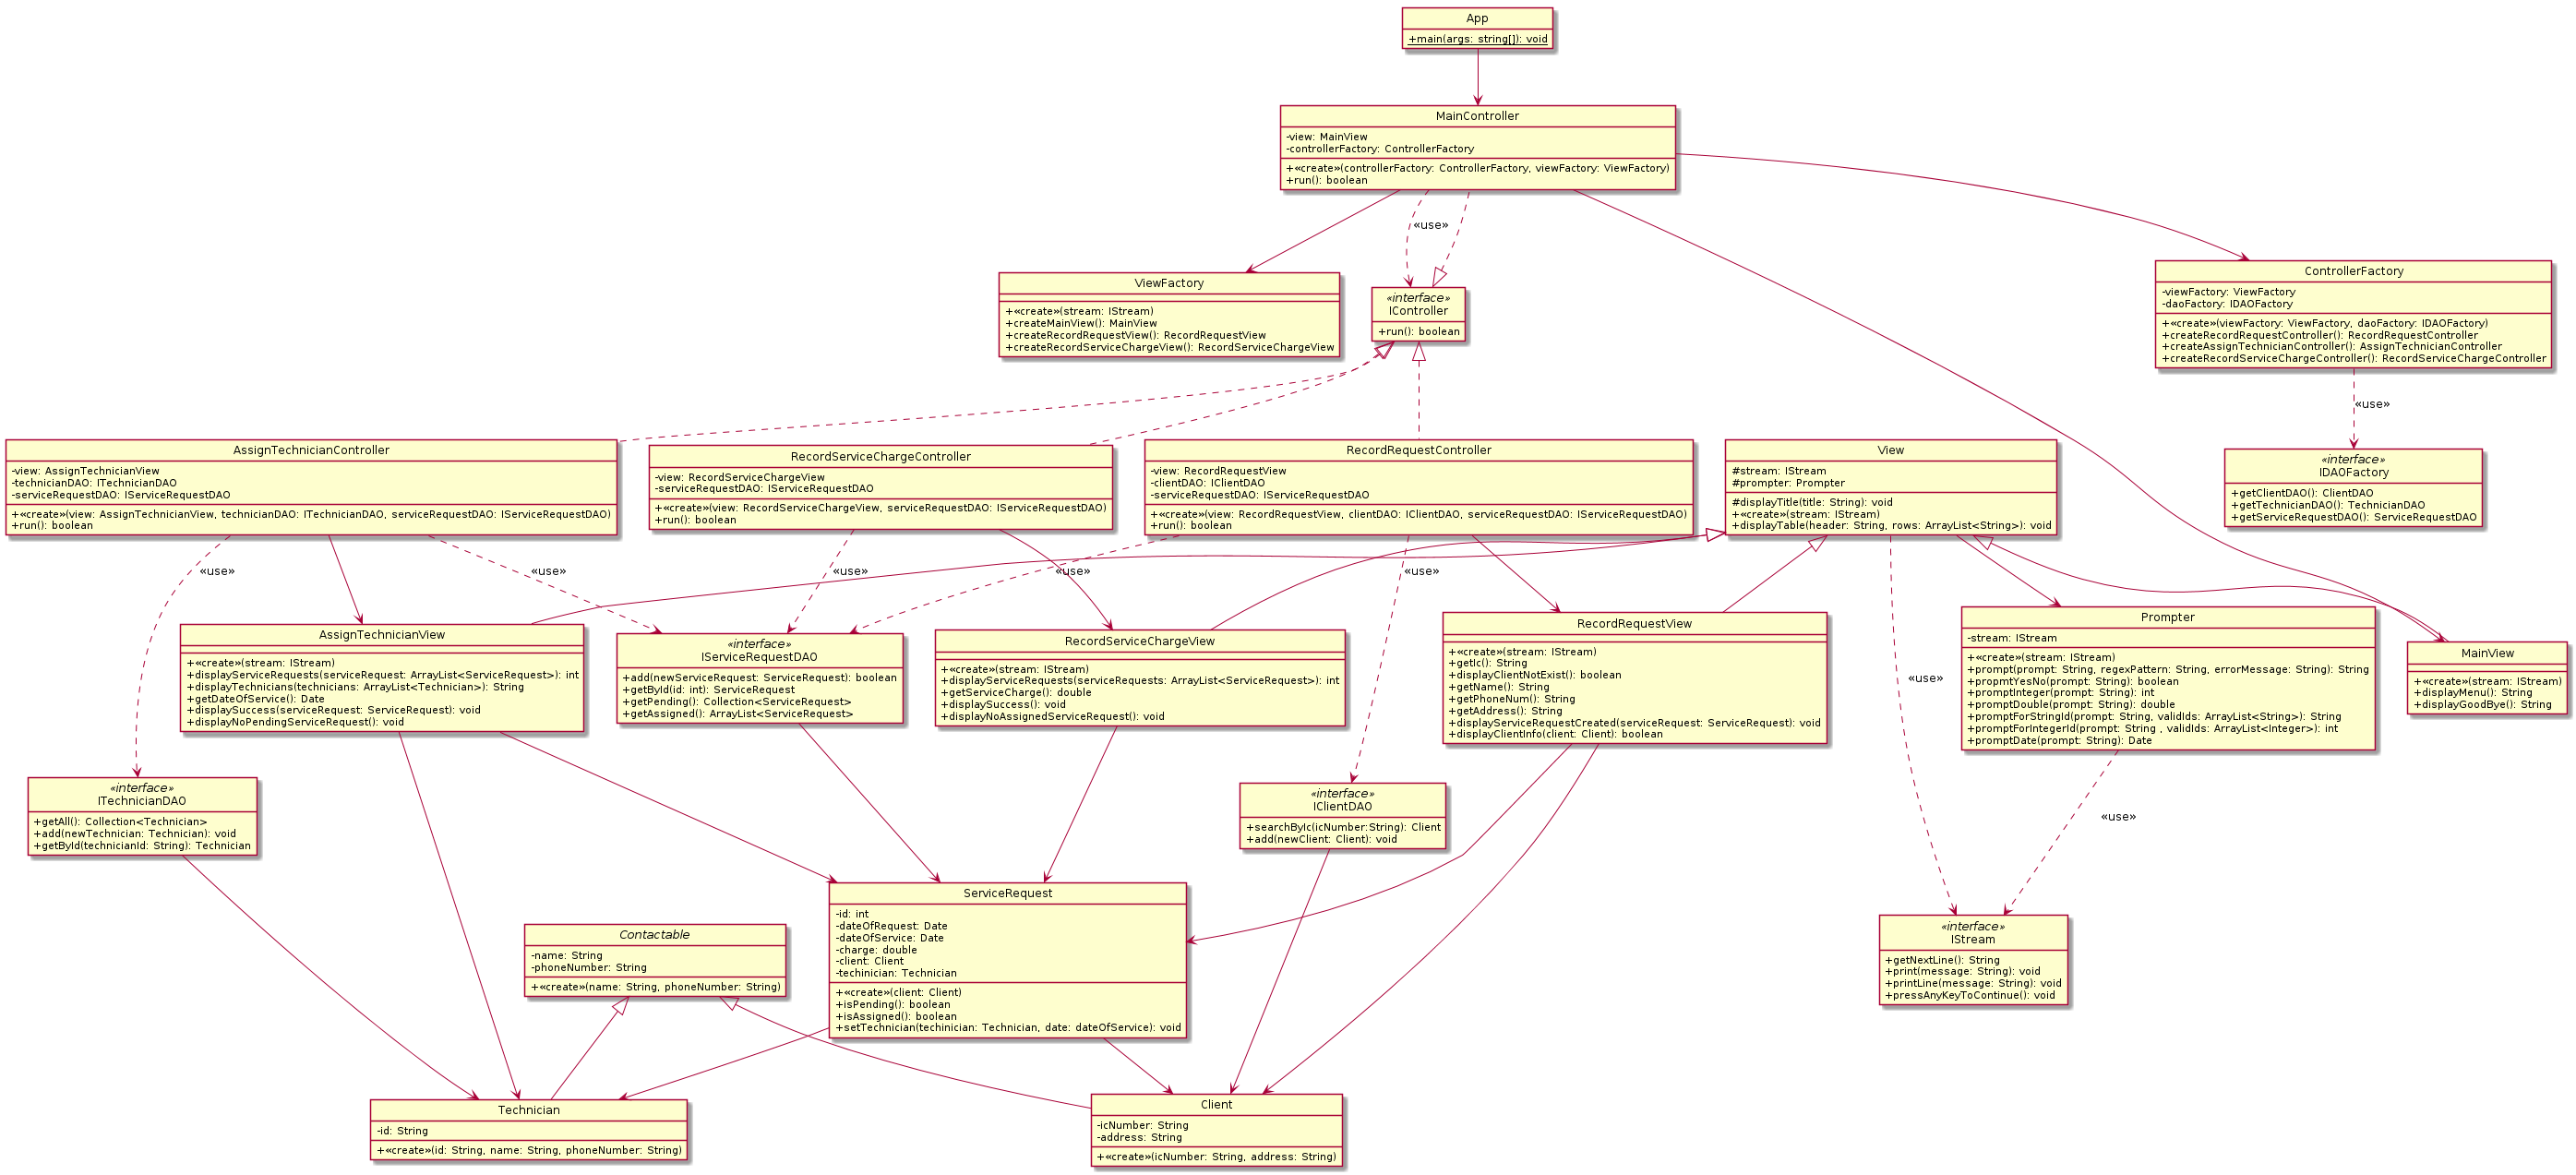 App
+main(args: string[]): void
MainController
-view: MainView
-controllerFactory: ControllerFactory
+«create»(controllerFactory: ControllerFactory, viewFactory: ViewFactory)
+run(): boolean
«use»
ViewFactory
+«create»(stream: IStream)
+createMainView(): MainView
+createRecordRequestView(): RecordRequestView
+createRecordServiceChargeView(): RecordServiceChargeView
«interface»
IController
+run(): boolean
ControllerFactory
-viewFactory: ViewFactory
-daoFactory: IDAOFactory
+«create»(viewFactory: ViewFactory, daoFactory: IDAOFactory)
+createRecordRequestController(): RecordRequestController
+createAssignTechnicianController(): AssignTechnicianController
+createRecordServiceChargeController(): RecordServiceChargeController
«use»
AssignTechnicianController
-view: AssignTechnicianView
-technicianDAO: ITechnicianDAO
-serviceRequestDAO: IServiceRequestDAO
+«create»(view: AssignTechnicianView, technicianDAO: ITechnicianDAO, serviceRequestDAO: IServiceRequestDAO)
+run(): boolean
RecordServiceChargeController
-view: RecordServiceChargeView
-serviceRequestDAO: IServiceRequestDAO
+«create»(view: RecordServiceChargeView, serviceRequestDAO: IServiceRequestDAO)
+run(): boolean
RecordRequestController
-view: RecordRequestView
-clientDAO: IClientDAO
-serviceRequestDAO: IServiceRequestDAO
+«create»(view: RecordRequestView, clientDAO: IClientDAO, serviceRequestDAO: IServiceRequestDAO)
+run(): boolean
View
#stream: IStream
#prompter: Prompter
#displayTitle(title: String): void
+«create»(stream: IStream)
+displayTable(header: String, rows: ArrayList<String>): void
«interface»
IDAOFactory
+getClientDAO(): ClientDAO
+getTechnicianDAO(): TechnicianDAO
+getServiceRequestDAO(): ServiceRequestDAO
«use»
«use»
«use»
«use»
«use»
AssignTechnicianView
+«create»(stream: IStream)
+displayServiceRequests(serviceRequest: ArrayList<ServiceRequest>): int
+displayTechnicians(technicians: ArrayList<Technician>): String
+getDateOfService(): Date
+displaySuccess(serviceRequest: ServiceRequest): void
+displayNoPendingServiceRequest(): void
«interface»
IServiceRequestDAO
+add(newServiceRequest: ServiceRequest): boolean
+getById(id: int): ServiceRequest
+getPending(): Collection<ServiceRequest>
+getAssigned(): ArrayList<ServiceRequest>
RecordServiceChargeView
+«create»(stream: IStream)
+displayServiceRequests(serviceRequests: ArrayList<ServiceRequest>): int
+getServiceCharge(): double
+displaySuccess(): void
+displayNoAssignedServiceRequest(): void
RecordRequestView
+«create»(stream: IStream)
+getIc(): String
+displayClientNotExist(): boolean
+getName(): String
+getPhoneNum(): String
+getAddress(): String
+displayServiceRequestCreated(serviceRequest: ServiceRequest): void
+displayClientInfo(client: Client): boolean
«use»
Prompter
-stream: IStream
+«create»(stream: IStream)
+prompt(prompt: String, regexPattern: String, errorMessage: String): String
+propmtYesNo(prompt: String): boolean
+promptInteger(prompt: String): int
+promptDouble(prompt: String): double
+promptForStringId(prompt: String, validIds: ArrayList<String>): String
+promptForIntegerId(prompt: String , validIds: ArrayList<Integer>): int
+promptDate(prompt: String): Date
MainView
+«create»(stream: IStream)
+displayMenu(): String
+displayGoodBye(): String
«interface»
ITechnicianDAO
+getAll(): Collection<Technician>
+add(newTechnician: Technician): void
+getById(technicianId: String): Technician
«interface»
IClientDAO
+searchByIc(icNumber:String): Client
+add(newClient: Client): void
«use»
ServiceRequest
-id: int
-dateOfRequest: Date
-dateOfService: Date
-charge: double
-client: Client
-techinician: Technician
+«create»(client: Client)
+isPending(): boolean
+isAssigned(): boolean
+setTechnician(techinician: Technician, date: dateOfService): void
Contactable
-name: String
-phoneNumber: String
+«create»(name: String, phoneNumber: String)
«interface»
IStream
+getNextLine(): String
+print(message: String): void
+printLine(message: String): void
+pressAnyKeyToContinue(): void
Technician
-id: String
+«create»(id: String, name: String, phoneNumber: String)
Client
-icNumber: String
-address: String
+«create»(icNumber: String, address: String)